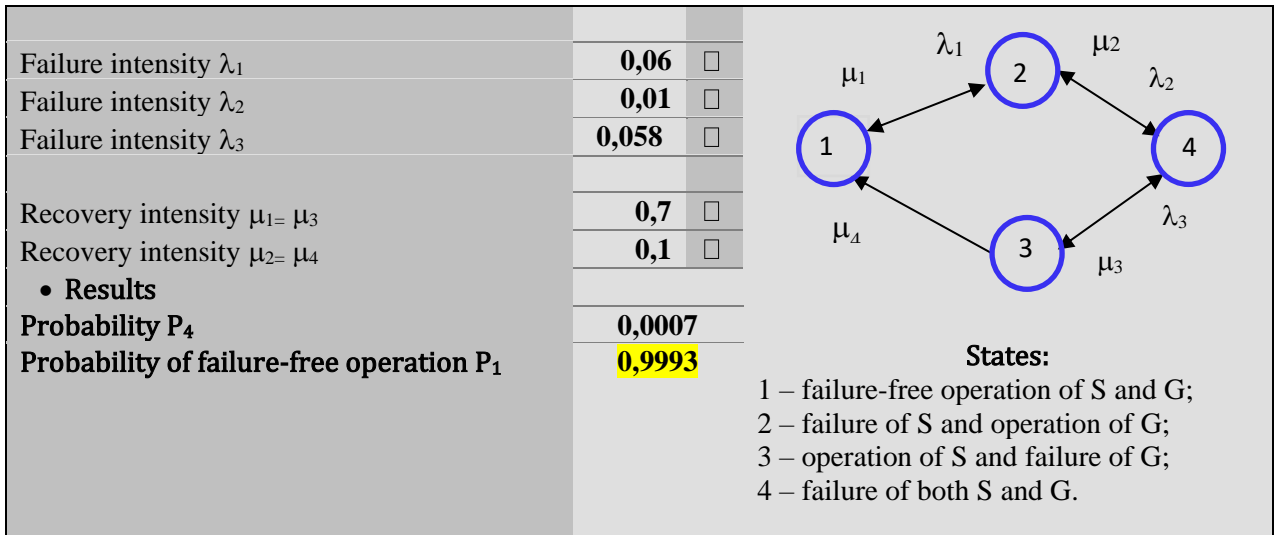 Failure intensity λ1 0,06 □
Failure intensity λ2 0,01 □
Failure intensity λ3 0,058 □
Recovery intensity μ1= μ3 0,7 □
Recovery intensity μ2= μ4 0,1 □
• Results
Probability P4 0,0007
Probability of failure-free operation P1 0,9993
λ1 μ2
μ1 2 λ2
1 4
μ4 3 λ3
μ3
States:
1 – failure-free operation of S and G;
2 – failure of S and operation of G;
3 – operation of S and failure of G;
4 – failure of both S and G.